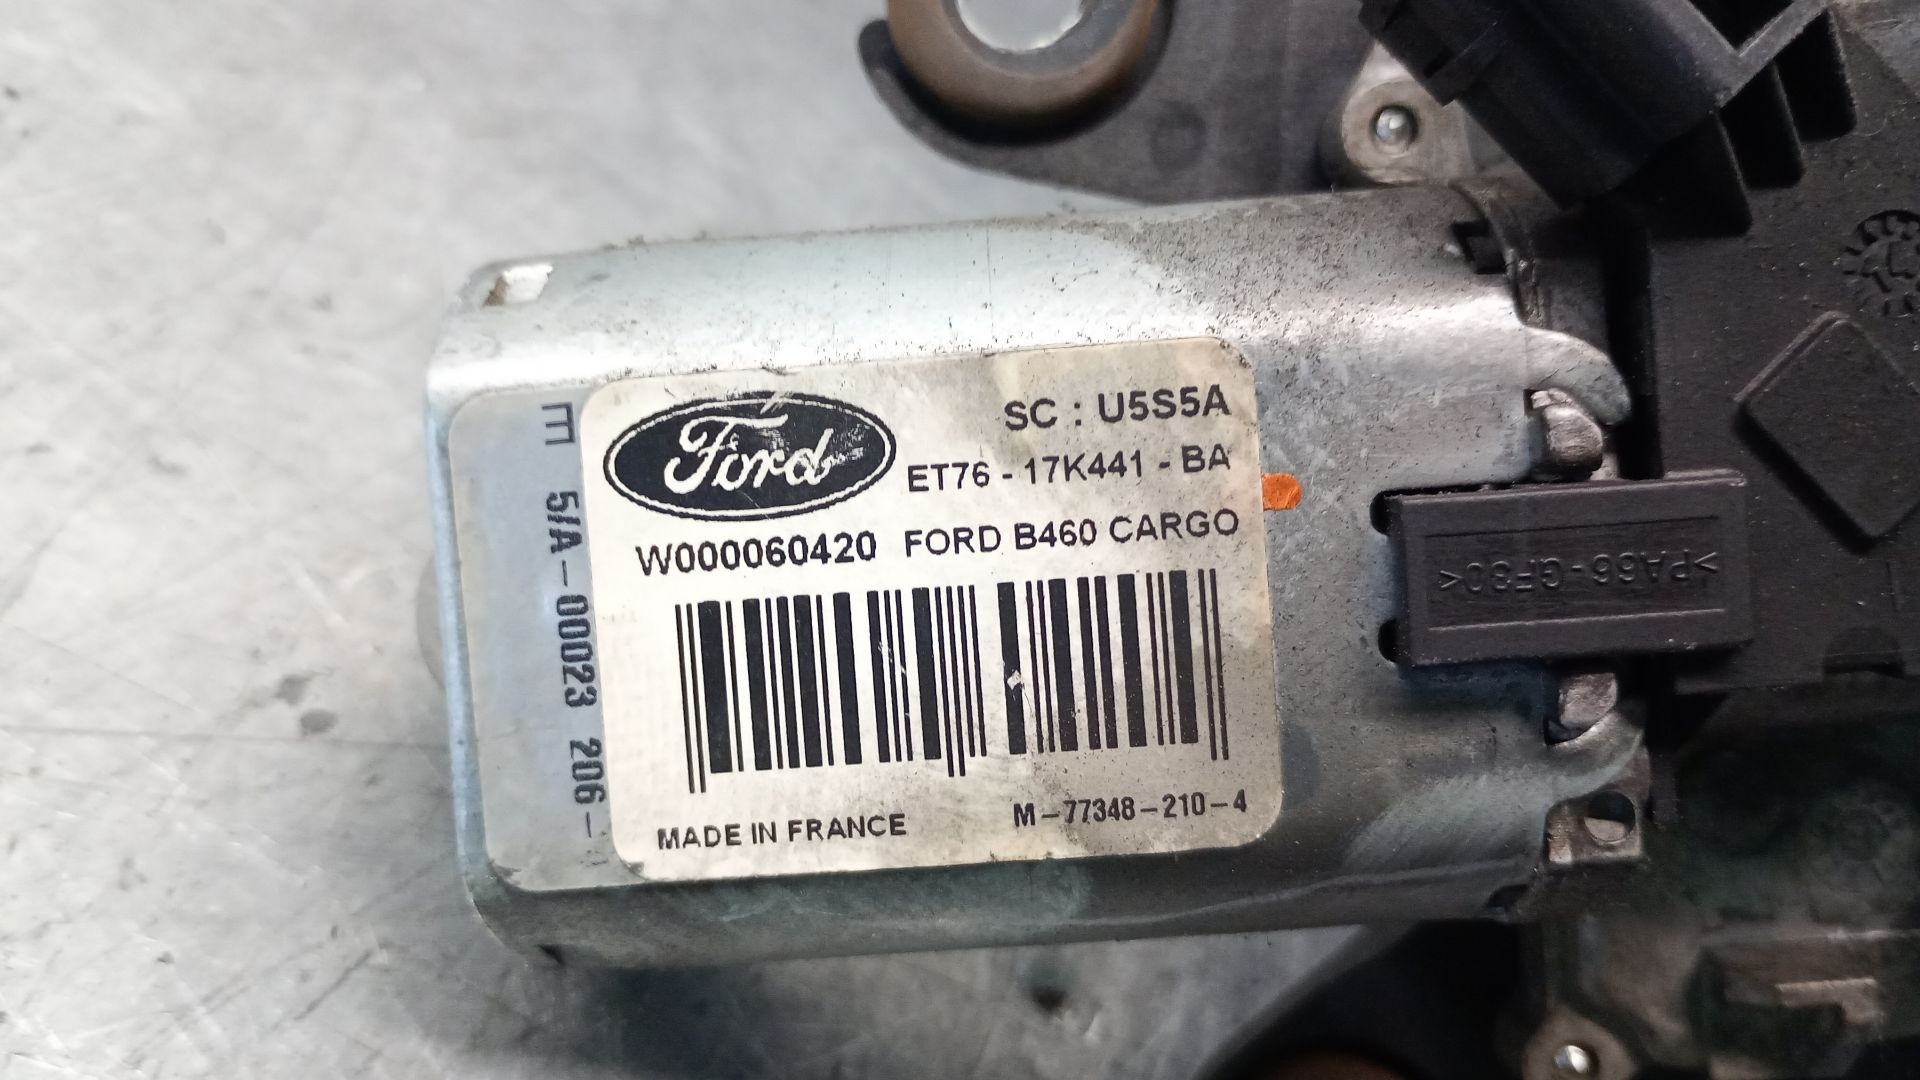 Ford
SC : U5S5A
ET76 - 17K441 - BA
W000060420 FORD B460 CARGO
MADE IN FRANCE
M-77348-210-4
5/A-00023 206-
>PA66-GF30<